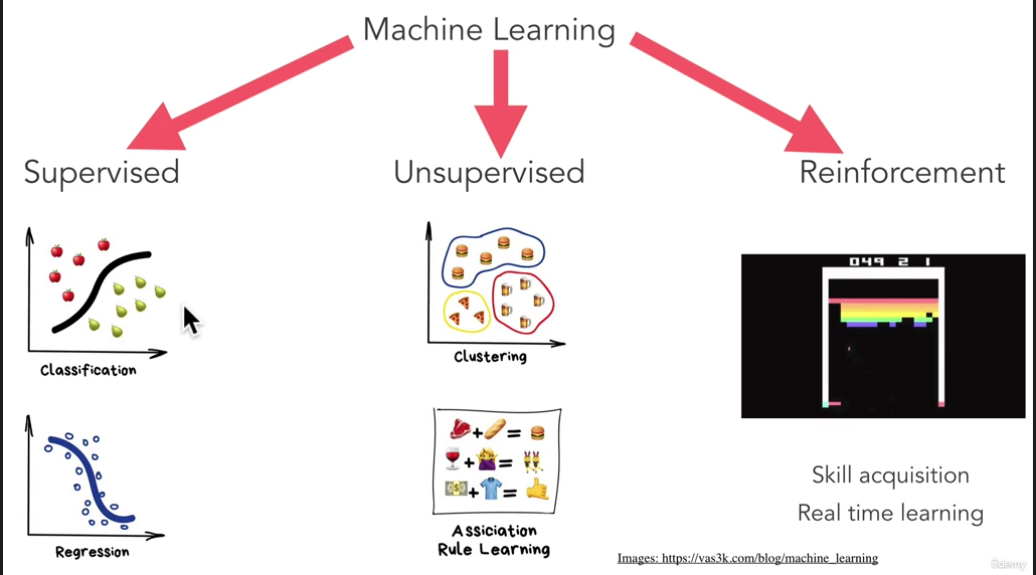 Machine Learning
Supervised
Unsupervised
Reinforcement
Classification
Clustering
049 2 1
Regression
Assiciation
Rule Learning
Skill acquisition
Real time learning
Images: https://vas3k.com/blog/machine_learning
ûdemy